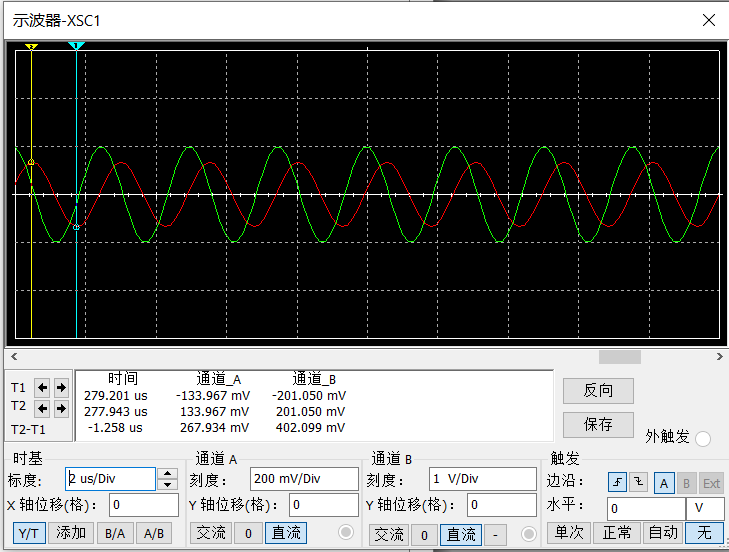 示波器-XSC1
2
1
时间 通道_A 通道_B
T1 279.201 us -133.967 mV -201.050 mV
T2 277.943 us 133.967 mV 201.050 mV
T2-T1 -1.258 us 267.934 mV 402.099 mV
反向
保存
外触发
时基 通道 A 通道 B 触发
标度: 2 us/Div 刻度: 200 mV/Div 刻度: 1 V/Div 边沿: A B Ext
X 轴位移(格): 0 Y 轴位移(格): 0 Y 轴位移(格): 0 水平: 0 V
Y/T 添加 B/A A/B 交流 0 直流 交流 0 直流 - 单次 正常 自动 无